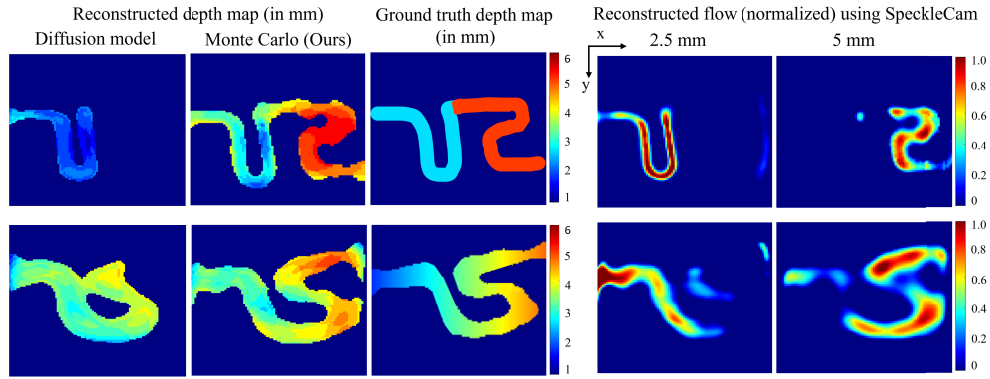 Reconstructed depth map (in mm)
Diffusion model
Monte Carlo (Ours)
Ground truth depth map
(in mm)
Reconstructed flow (normalized) using SpeckleCam
x
y
2.5 mm
5 mm
6
5
4
3
2
1
1.0
0.8
0.6
0.4
0.2
0
6
5
4
3
2
1
1.0
0.8
0.6
0.4
0.2
0